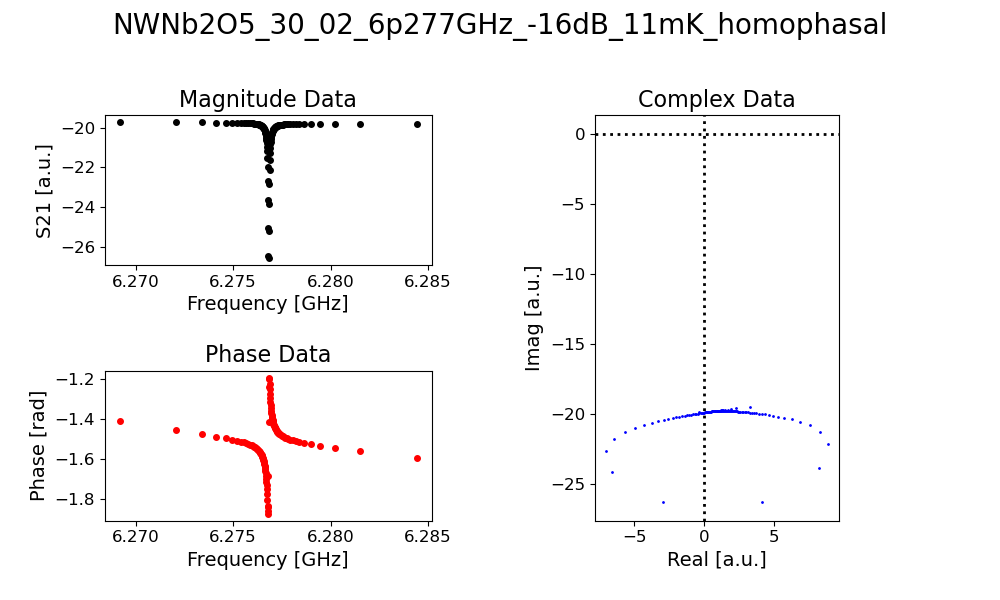 NWNb2O5_30_02_6p277GHz_-16dB_11mK_homophasal
Magnitude Data
S21 [a.u.]
−20
−22
−24
−26
6.270 6.275 6.280 6.285
Frequency [GHz]
Phase Data
Phase [rad]
−1.2
−1.4
−1.6
−1.8
6.270 6.275 6.280 6.285
Frequency [GHz]
Complex Data
Imag [a.u.]
0
−5
−10
−15
−20
−25
−5 0 5
Real [a.u.]